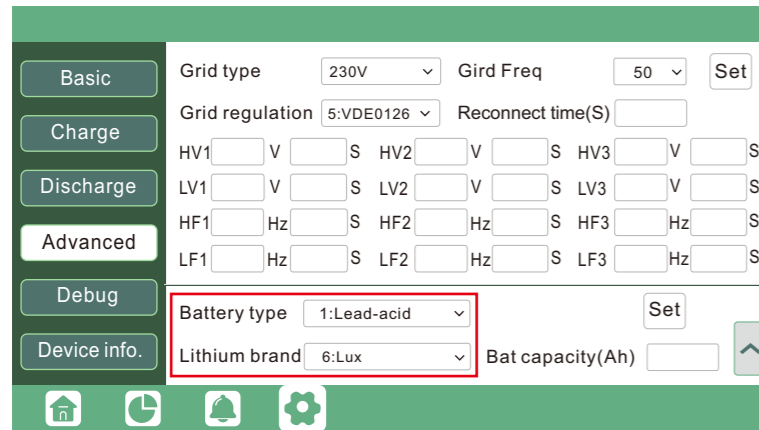 Basic
Charge
Discharge
Advanced
Debug
Device info.
Grid type 230V Gird Freq 50 Set
Grid regulation 5:VDE0126 Reconnect time(S)
HV1 V S HV2 V S HV3 V S
LV1 V S LV2 V S LV3 V S
HF1 Hz S HF2 Hz S HF3 Hz S
LF1 Hz S LF2 Hz S LF3 Hz S
Battery type 1:Lead-acid Set
Lithium brand 6:Lux Bat capacity(Ah)